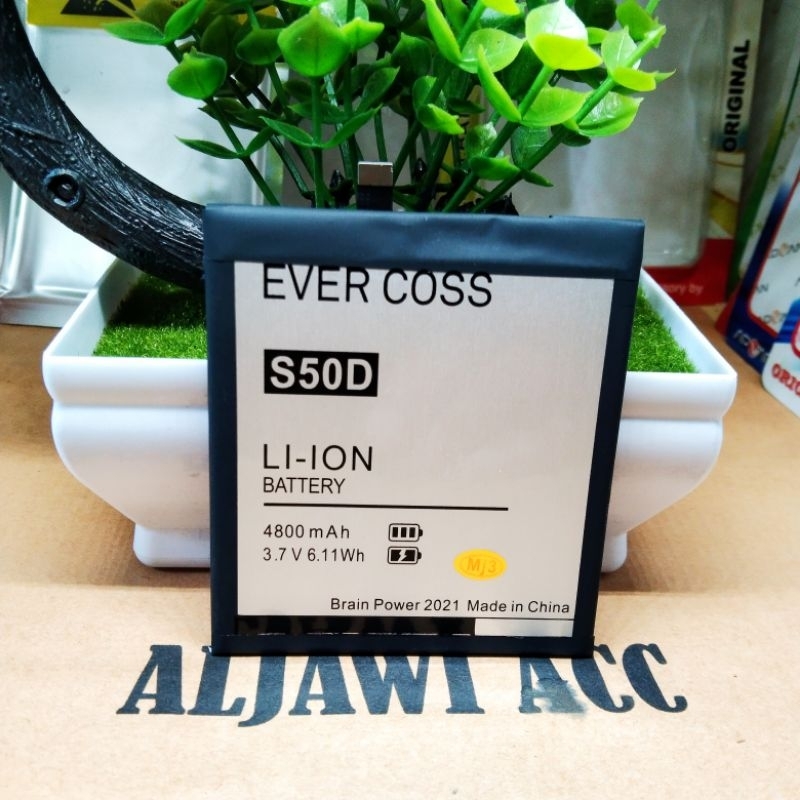 ORIGINAL
EVER COSS
S50D
LI-ION
BATTERY
4800 mAh
3.7 V 6.11Wh
Mj3
Brain Power 2021 Made in China
ALJAWI ACC